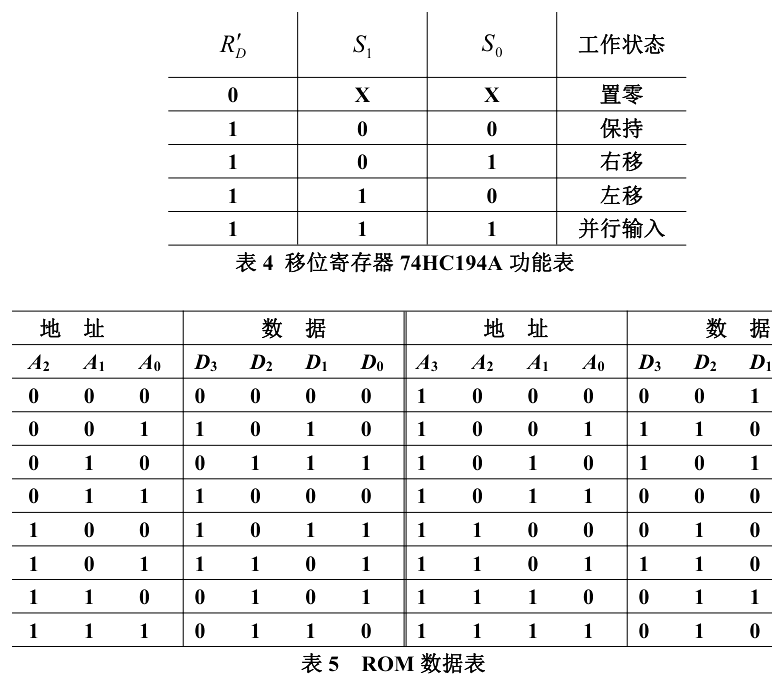 R′D S1 S0 工作状态
0 X X 置零
1 0 0 保持
1 0 1 右移
1 1 0 左移
1 1 1 并行输入
表 4 移位寄存器 74HC194A 功能表
地 址 数 据 地 址 数 据
A2 A1 A0 D3 D2 D1 D0 A3 A2 A1 A0 D3 D2 D1
0 0 0 0 0 0 0 1 0 0 0 0 0 1
0 0 1 1 0 1 0 1 0 0 1 1 1 0
0 1 0 0 1 1 1 1 0 1 0 1 0 1
0 1 1 1 0 0 0 1 0 1 1 0 0 0
1 0 0 1 0 1 1 1 1 0 0 0 1 0
1 0 1 1 1 0 1 1 1 0 1 1 1 0
1 1 0 0 1 0 1 1 1 1 0 0 1 1
1 1 1 0 1 1 0 1 1 1 1 0 1 0
表 5 ROM 数据表